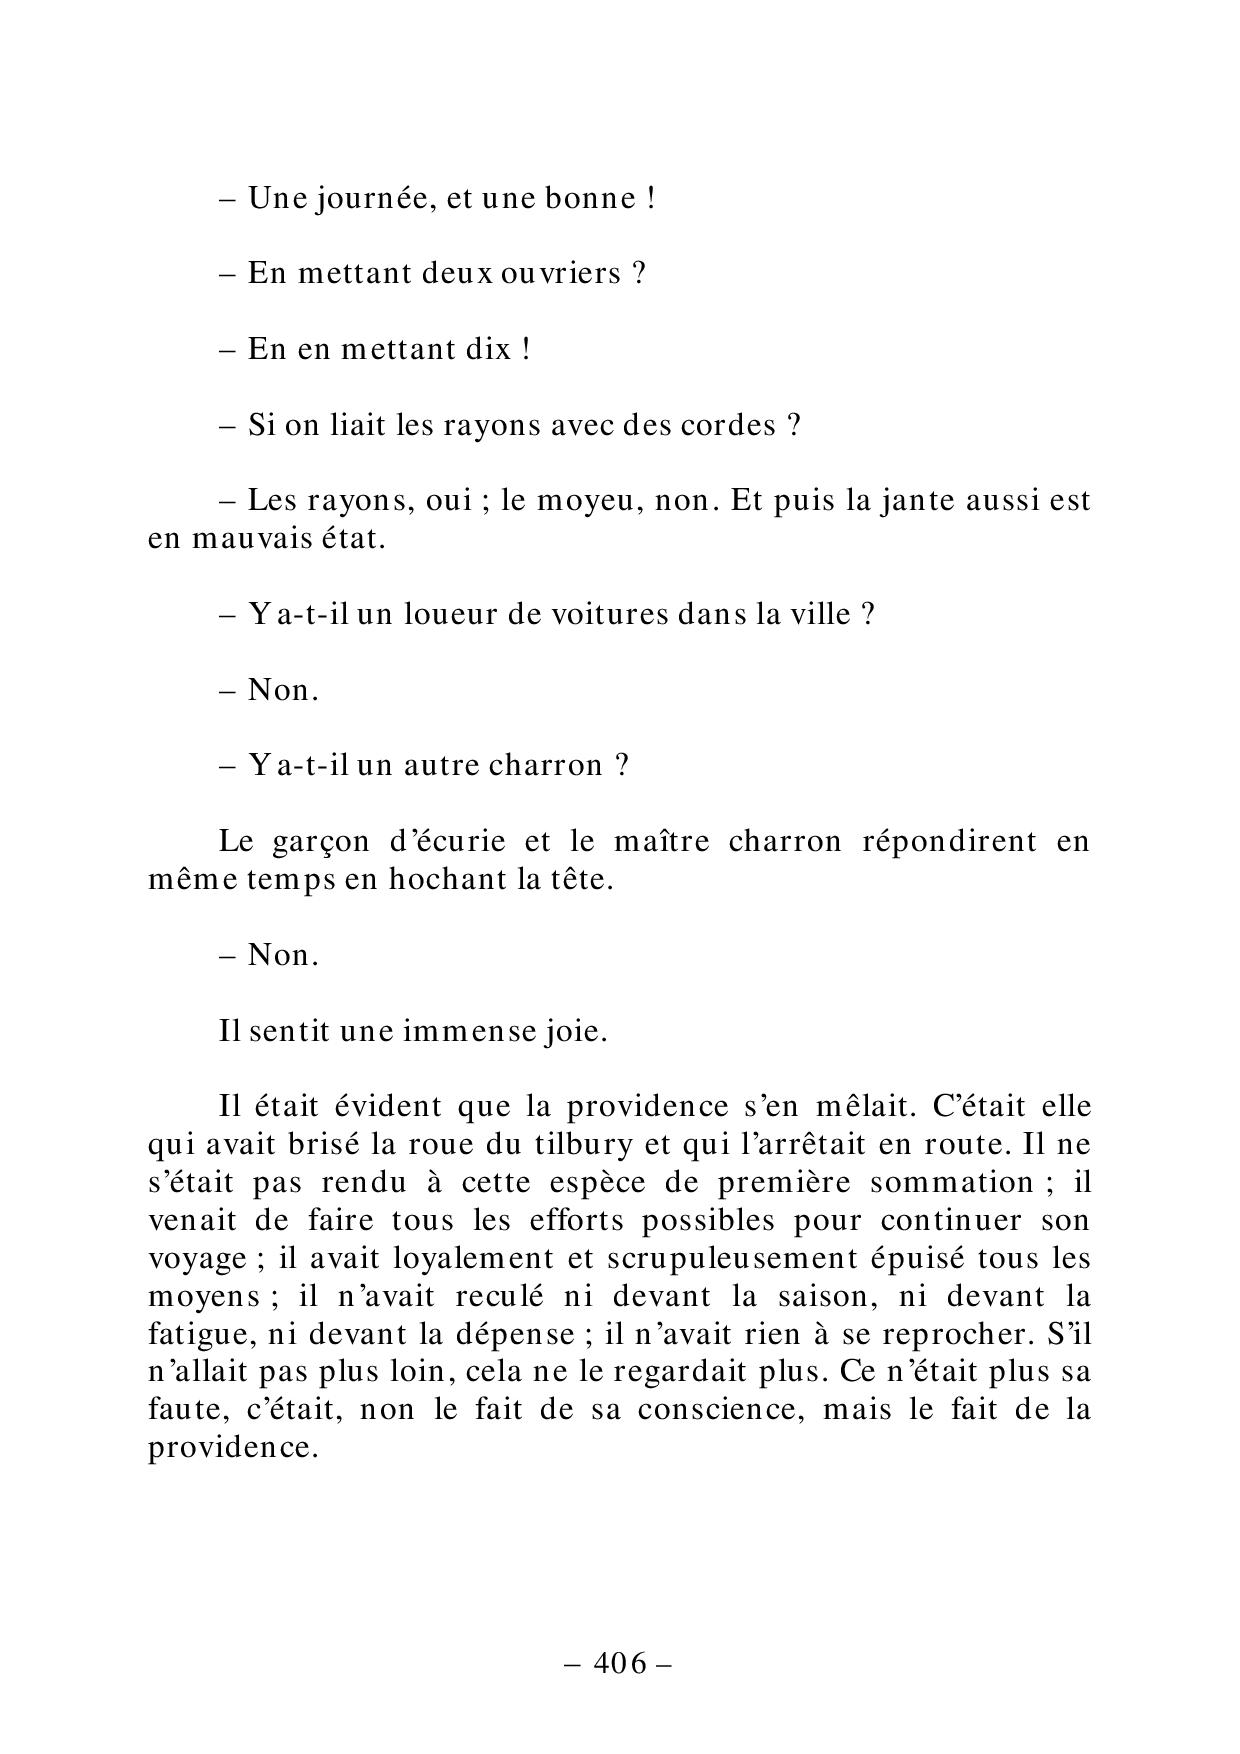 – Une journée, et une bonne !
– En mettant deux ouvriers ?
– En en mettant dix !
– Si on liait les rayons avec des cordes ?
– Les rayons, oui ; le moyeu, non. Et puis la jante aussi est
en mauvais état.
– Y a-t-il un loueur de voitures dans la ville ?
– Non.
– Y a-t-il un autre charron ?
Le garçon d’écurie et le maître charron répondirent en
même temps en hochant la tête.
– Non.
Il sentit une immense joie.
Il était évident que la providence s’en mêlait. C’était elle
qui avait brisé la roue du tilbury et qui l’arrêtait en route. Il ne
s’était pas rendu à cette espèce de première sommation ; il
venait de faire tous les efforts possibles pour continuer son
voyage ; il avait loyalement et scrupuleusement épuisé tous les
moyens ; il n’avait reculé ni devant la saison, ni devant la
fatigue, ni devant la dépense ; il n’avait rien à se reprocher. S’il
n’allait pas plus loin, cela ne le regardait plus. Ce n’était plus sa
faute, c’était, non le fait de sa conscience, mais le fait de la
providence.
– 406 –